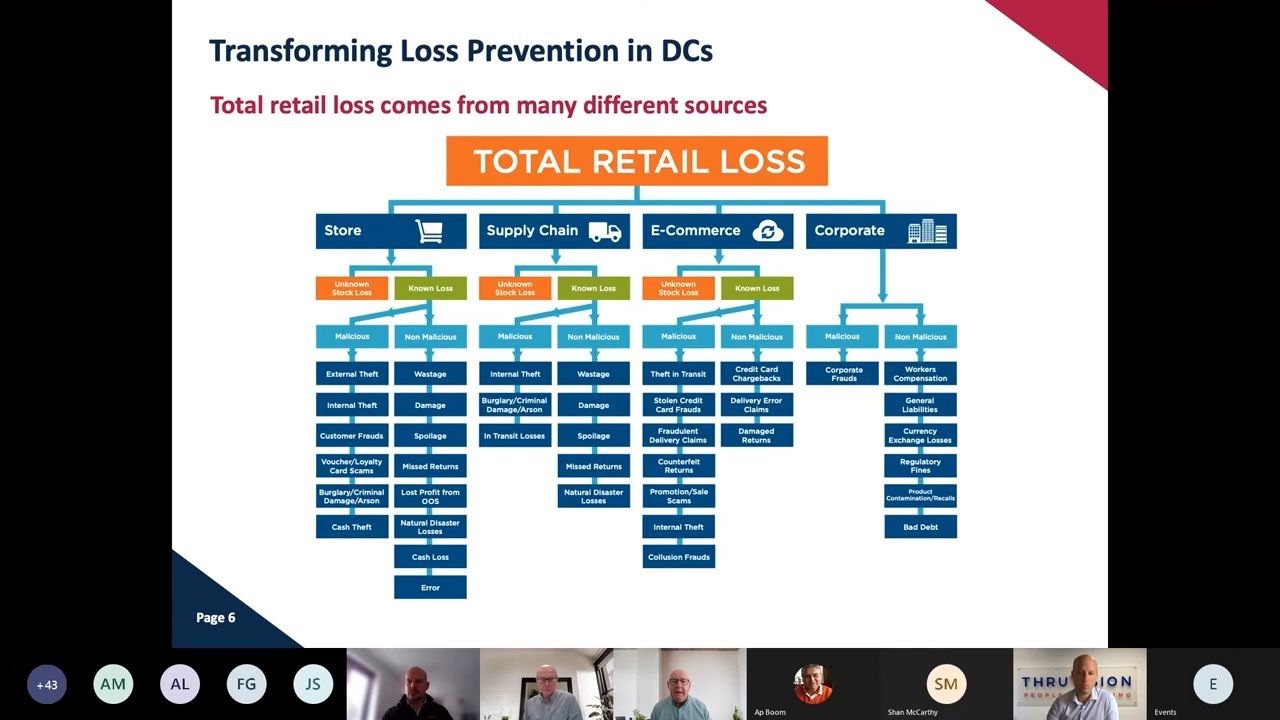 Transforming Loss Prevention in DCs
Total retail loss comes from many different sources
TOTAL RETAIL LOSS
Store
Supply Chain
E-Commerce
Corporate
Unknown
Stock Loss
Known Loss
Unknown
Stock Loss
Known Loss
Unknown
Stock Loss
Known Loss
Malicious
Non Malicious
Malicious
Non Malicious
Malicious
Non Malicious
Malicious
Non Malicious
External Theft
Internal Theft
Customer Frauds
Voucher/Loyalty
Card Scams
Burglary/Criminal
Damage/Arson
Cash Theft
Wastage
Damage
Spoilage
Missed Returns
Lost Profit from
OOS
Natural Disaster
Losses
Cash Loss
Error
Internal Theft
Burglary/Criminal
Damage/Arson
In Transit Losses
Wastage
Damage
Spoilage
Missed Returns
Natural Disaster
Losses
Theft in Transit
Stolen Credit
Card Frauds
Fraudulent
Delivery Claims
Counterfeit
Returns
Promotion/Sale
Scams
Internal Theft
Collusion Frauds
Credit Card
Chargebacks
Delivery Error
Claims
Damaged
Returns
Corporate
Frauds
Workers
Compensation
General
Liabilities
Currency
Exchange Losses
Regulatory
Fines
Product
Contamination/Recalls
Bad Debt
Page 6
+43
AM
AL
FG
JS
Ap Boom
SM
Shan McCarthy
THRU
ION
PEOPLE
ING
E
Events